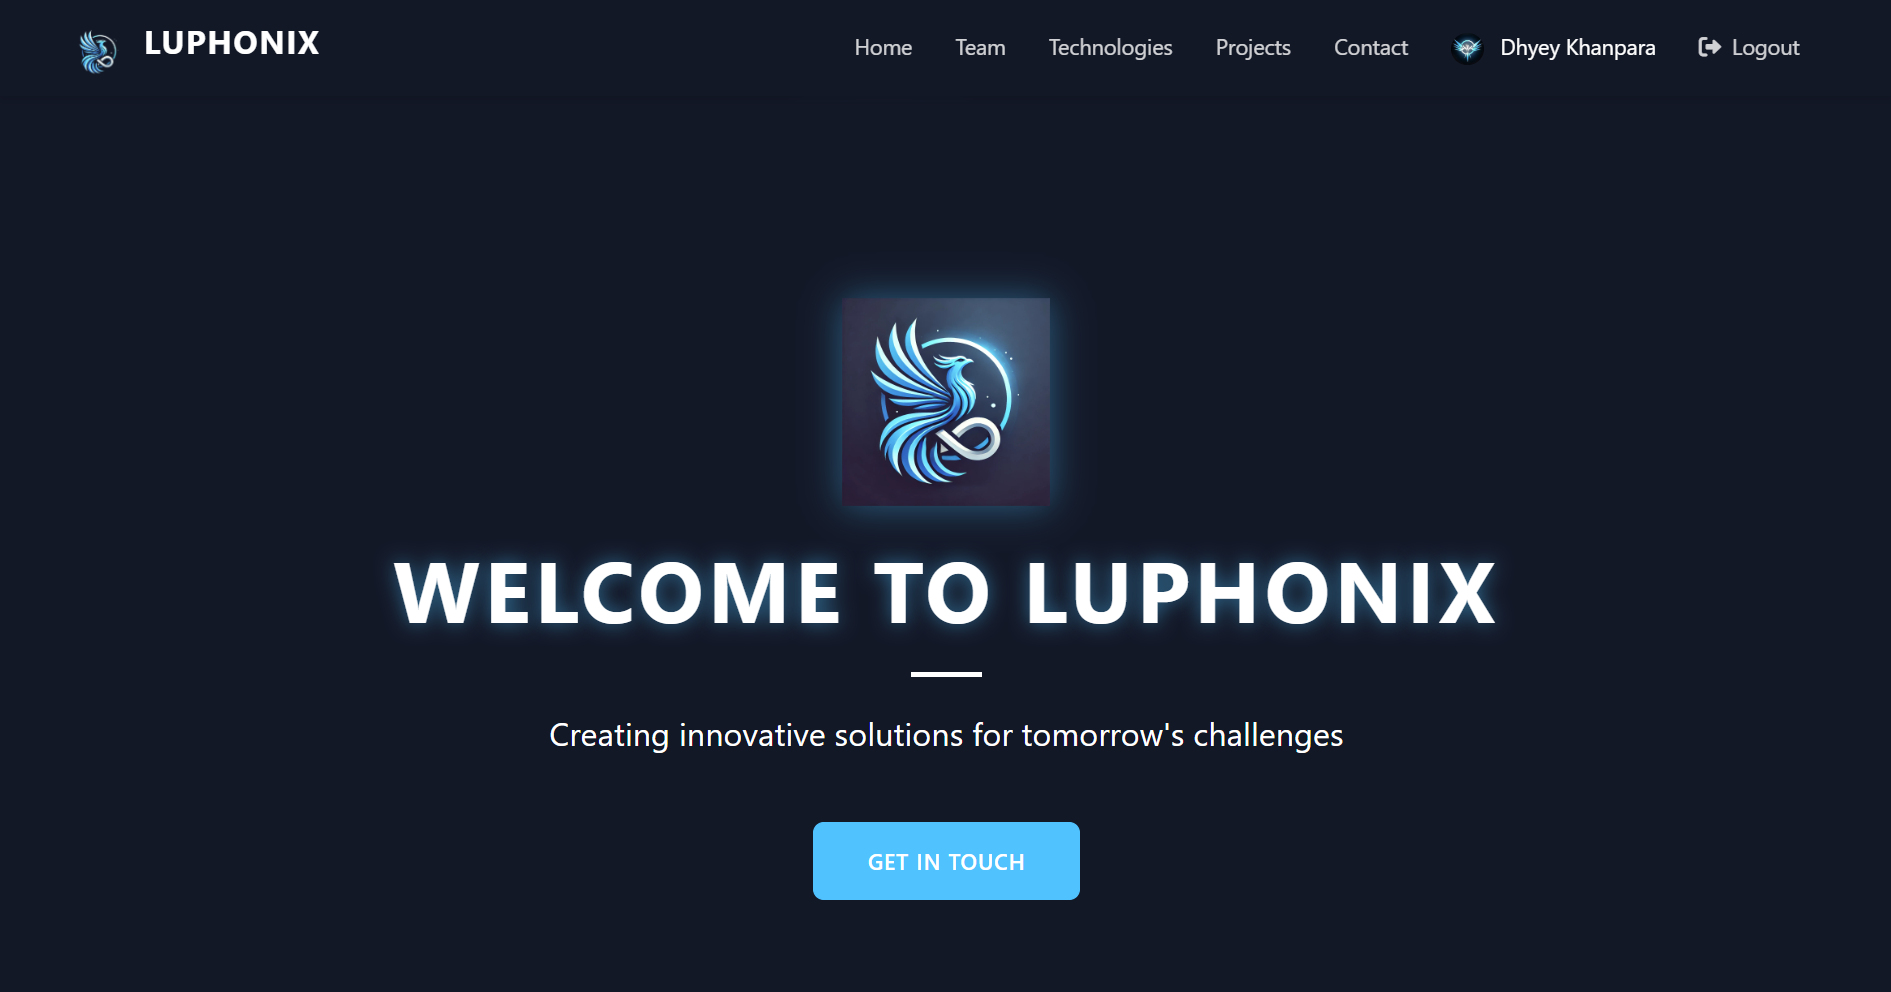 LUPHONIX
Home Team Technologies Projects Contact Dhyey Khanpara Logout
WELCOME TO LUPHONIX
Creating innovative solutions for tomorrow's challenges
GET IN TOUCH